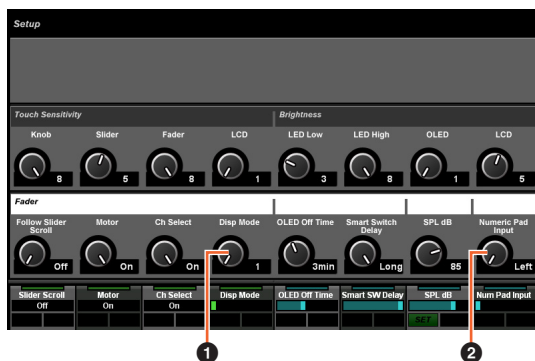 Setup
Touch Sensitivity Brightness
Knob Slider Fader LCD LED Low LED High OLED LCD
8 5 8 1 3 8 1 5
Fader
Follow Slider Scroll Motor Ch Select Disp Mode OLED Off Time Smart Switch Delay SPL dB Numeric Pad Input
Off On On 1 3min Long 85 Left
Slider Scroll Motor Ch Select Disp Mode OLED Off Time Smart SW Delay SPL dB Num Pad Input
Off On On
SET
1 2